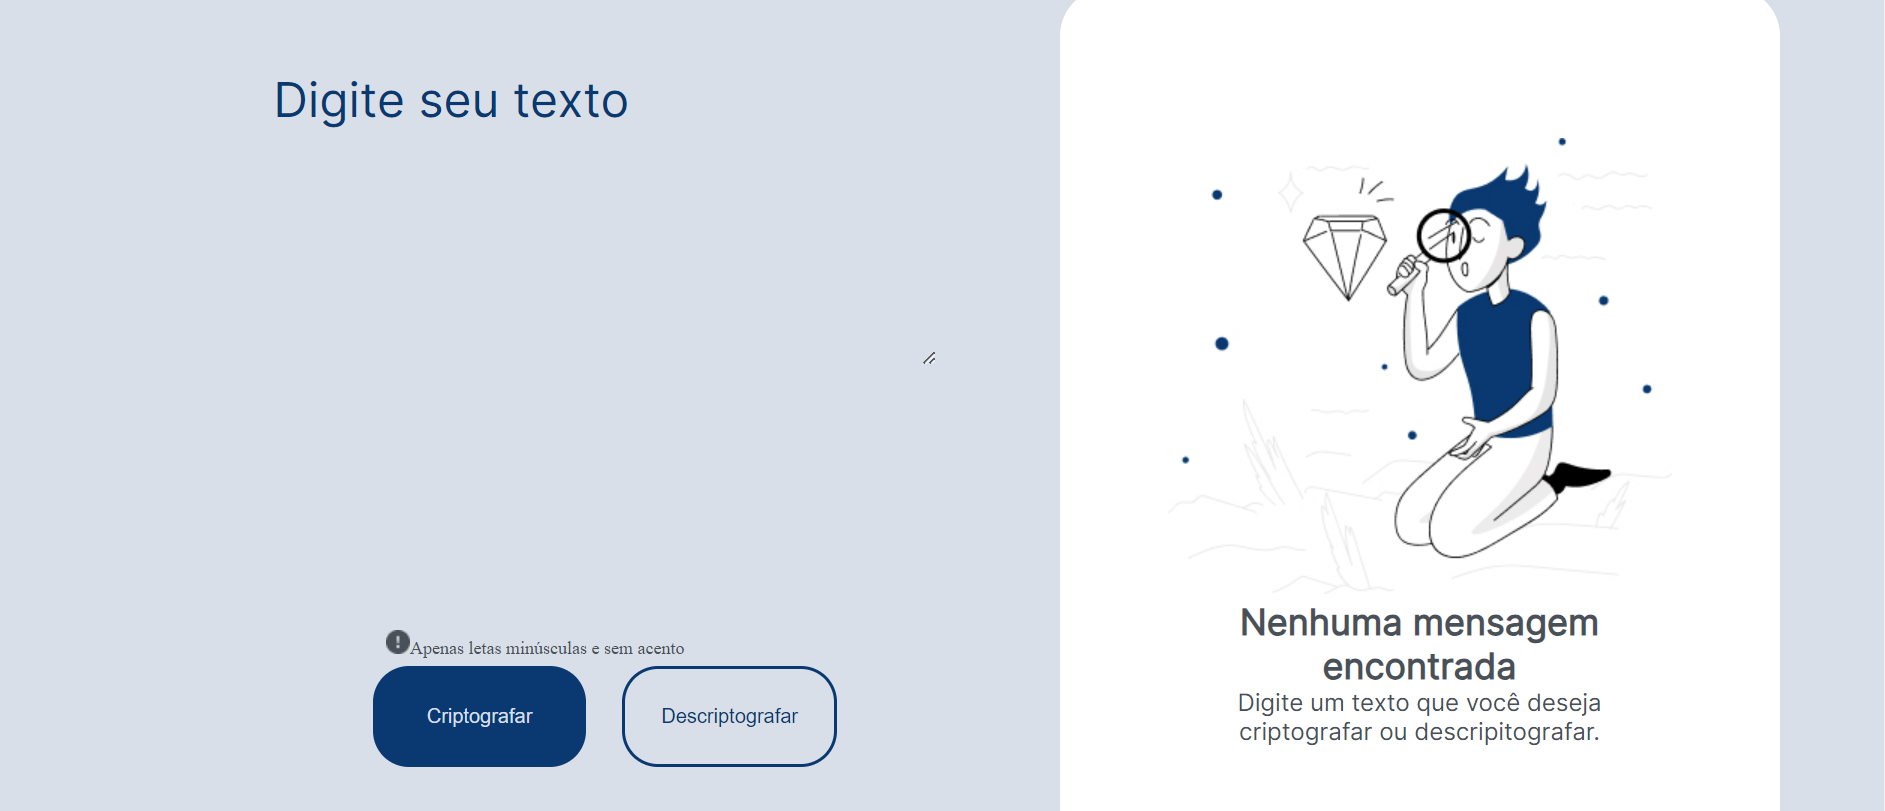 Digite seu texto
Apenas letas minúsculas e sem acento
Criptografar
Descriptografar
Nenhuma mensagem
encontrada
Digite um texto que você deseja
criptografar ou descripitografar.